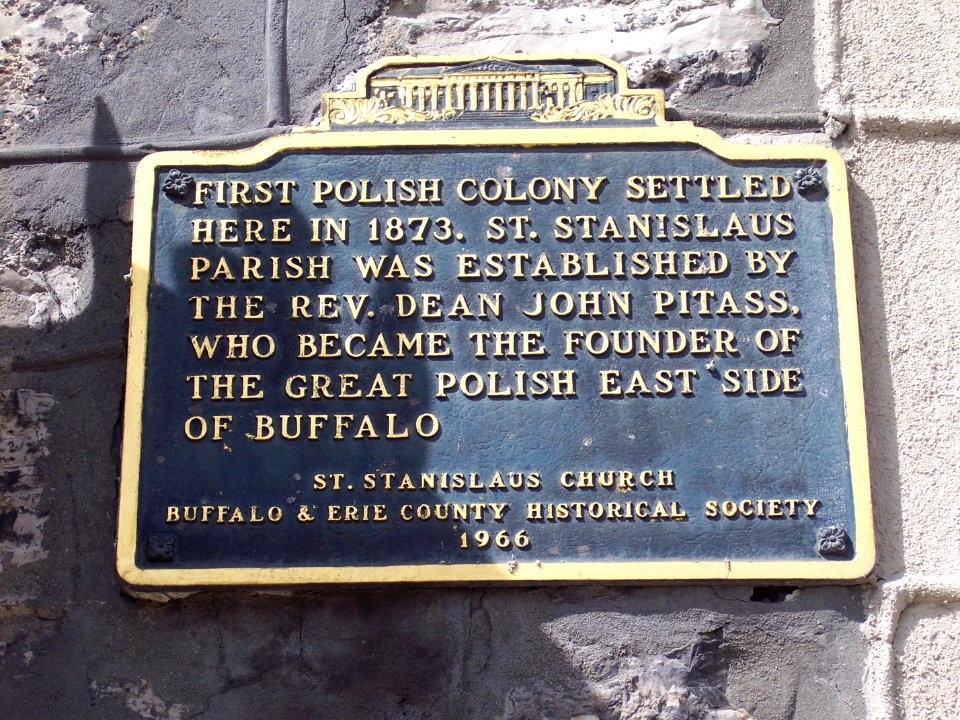 FIRST POLISH COLONY SETTLED
HERE IN 1873. ST. STANISLAUS
PARISH WAS ESTABLISHED BY
THE REV. DEAN JOHN PITASS,
WHO BECAME THE FOUNDER OF
THE GREAT POLISH EAST SIDE
OF BUFFALO
ST. STANISLAUS CHURCH
BUFFALO & ERIE COUNTY HISTORICAL SOCIETY
1966